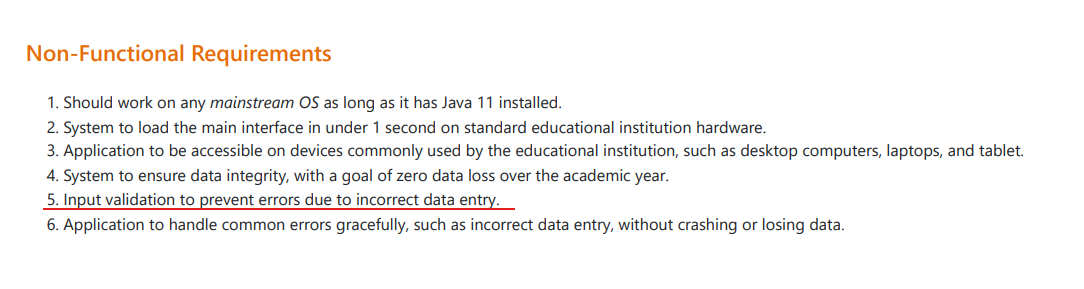 Non-Functional Requirements
1. Should work on any mainstream OS as long as it has Java 11 installed.
2. System to load the main interface in under 1 second on standard educational institution hardware.
3. Application to be accessible on devices commonly used by the educational institution, such as desktop computers, laptops, and tablet.
4. System to ensure data integrity, with a goal of zero data loss over the academic year.
5. Input validation to prevent errors due to incorrect data entry.
6. Application to handle common errors gracefully, such as incorrect data entry, without crashing or losing data.